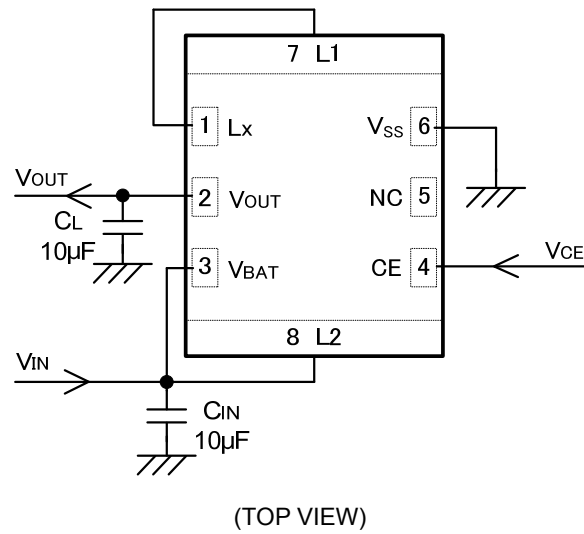 7 L1
1 Lx
VSS 6
VOUT
2 VOUT
NC 5
CL
10µF
3 VBAT
CE 4
VCE
8 L2
VIN
CIN
10µF
(TOP VIEW)